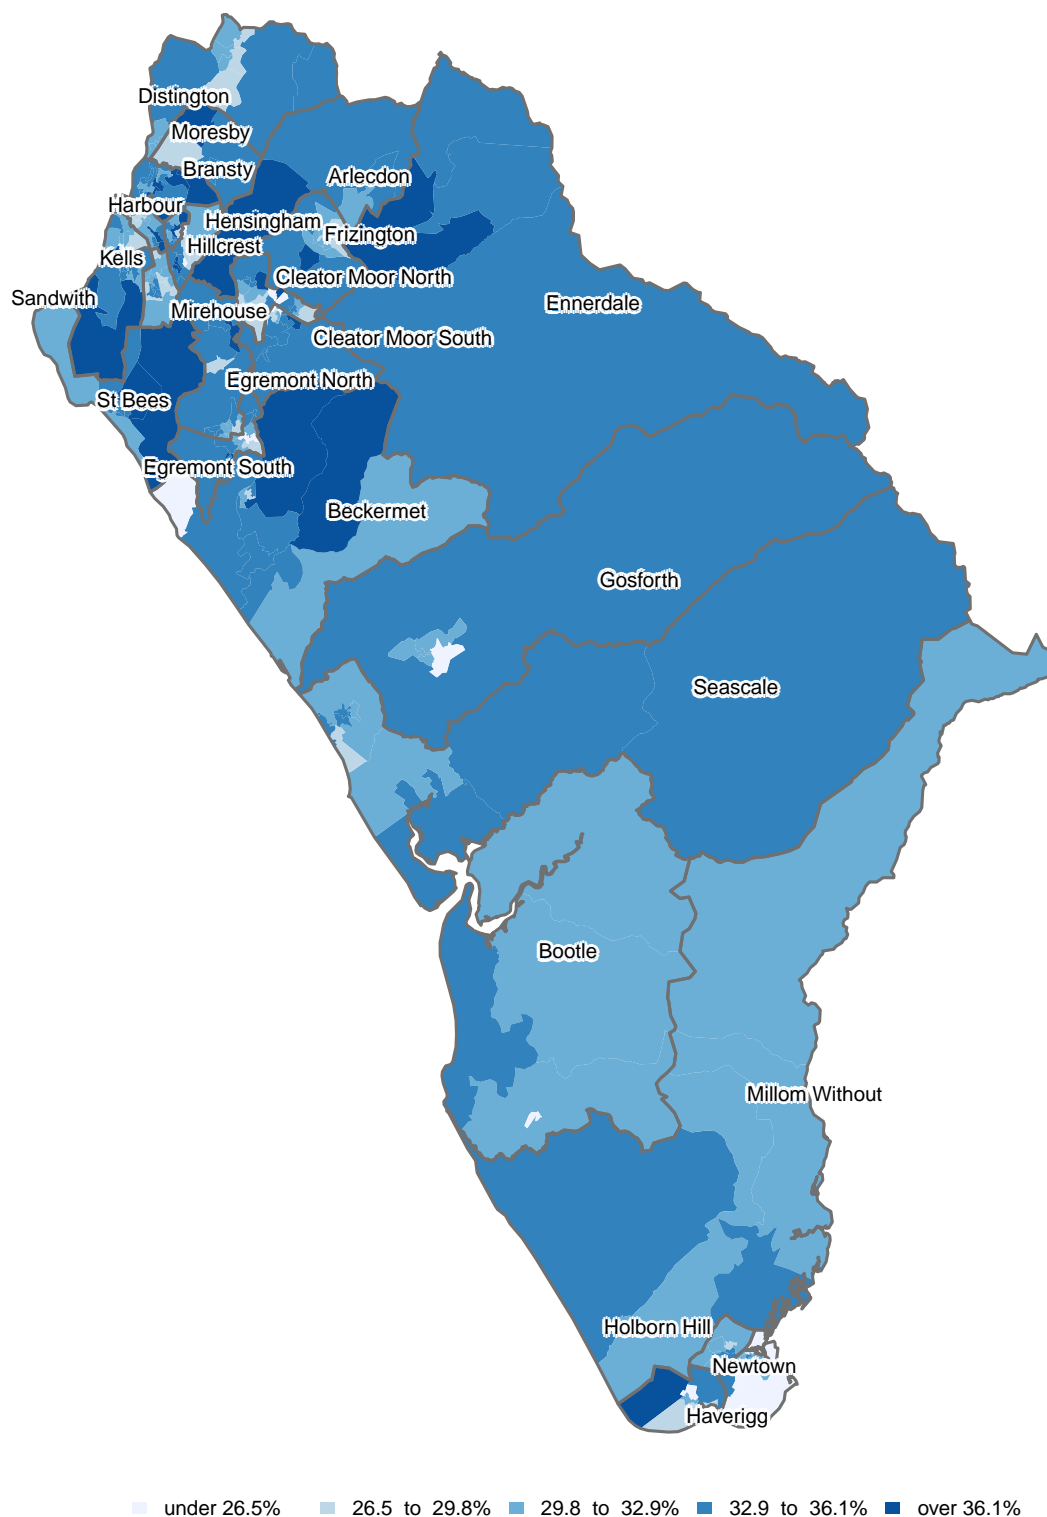 Distington
Moresby
Bransty
Arlecdon
Harbour
Hensingham
Frizington
Hillcrest
Kells
Cleator Moor North
Sandwith
Ennerdale
Mirehouse
Cleator Moor South
Egremont North
St Bees
Egremont South
Beckermet
Gosforth
Seascale
Bootle
Millom Without
Holborn Hill
Newtown
Haverigg
under 26.5% 26.5 to 29.8% 29.8 to 32.9% 32.9 to 36.1% over 36.1%